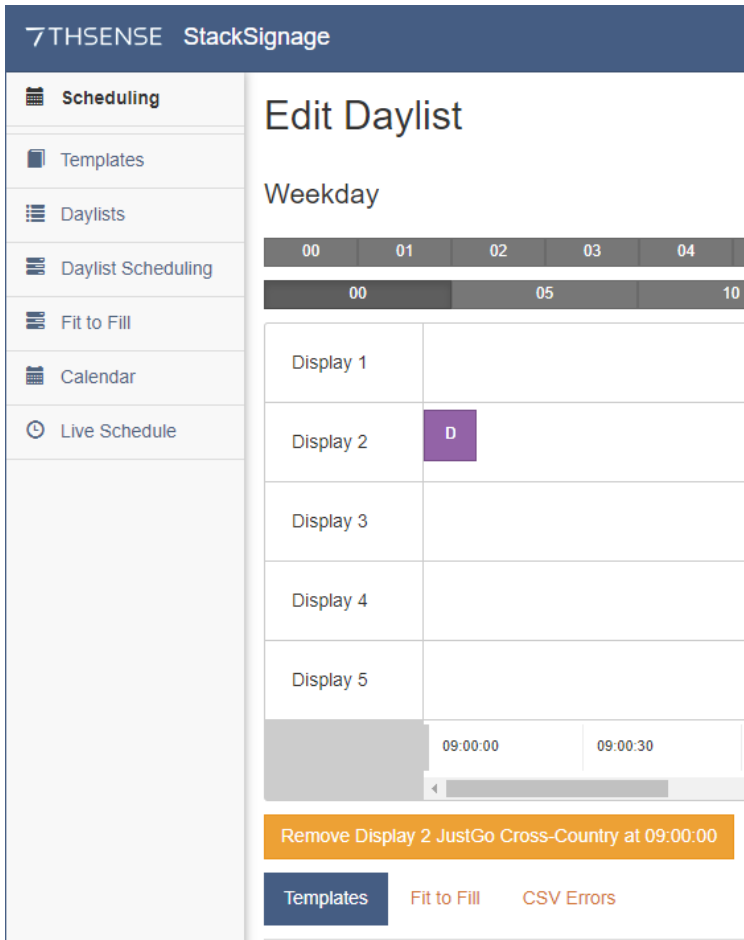 7THSENSE StackSignage
Scheduling
Templates
Daylists
Daylist Scheduling
Fit to Fill
Calendar
Live Schedule
Edit Daylist
Weekday
00 01 02 03 04
00 05 10
Display 1
Display 2 D
Display 3
Display 4
Display 5
09:00:00 09:00:30
Remove Display 2 JustGo Cross-Country at 09:00:00
Templates Fit to Fill CSV Errors